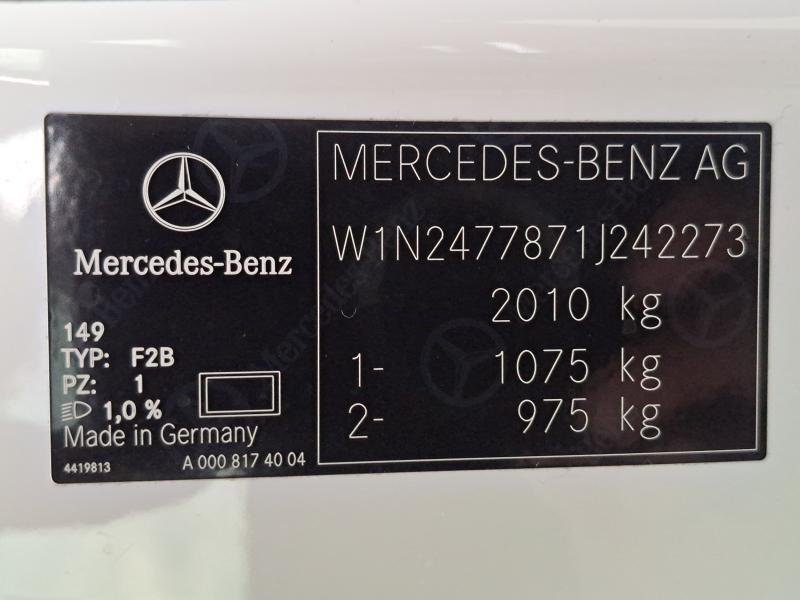 Mercedes-Benz
149
TYP: F2B
PZ: 1
1,0 %
Made in Germany
4419813 A 000 817 40 04
MERCEDES-BENZ AG
W1N2477871J242273
2010 kg
1- 1075 kg
2- 975 kg